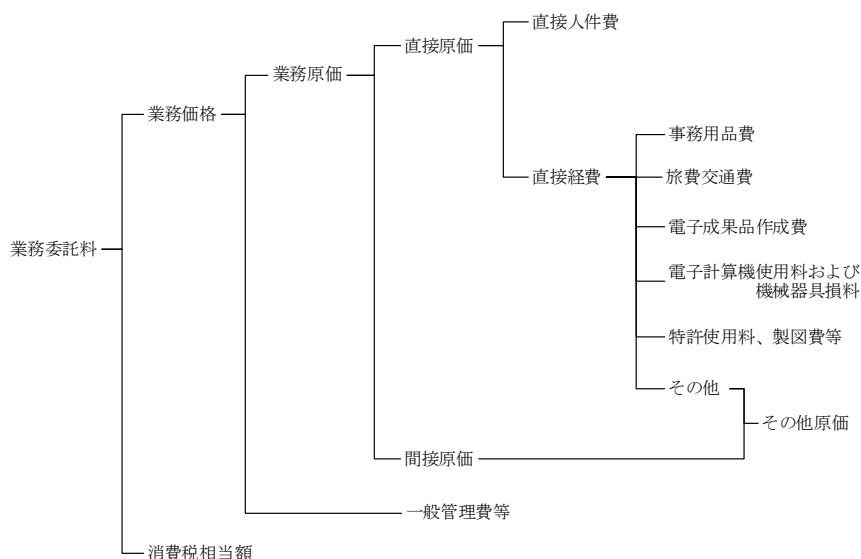 直接人件費
直接原価
業務原価
業務価格
事務用品費
直接経費
旅費交通費
電子成果品作成費
業務委託料
電子計算機使用料および
機械器具損料
特許使用料、製図費等
その他
その他原価
間接原価
一般管理費等
消費税相当額